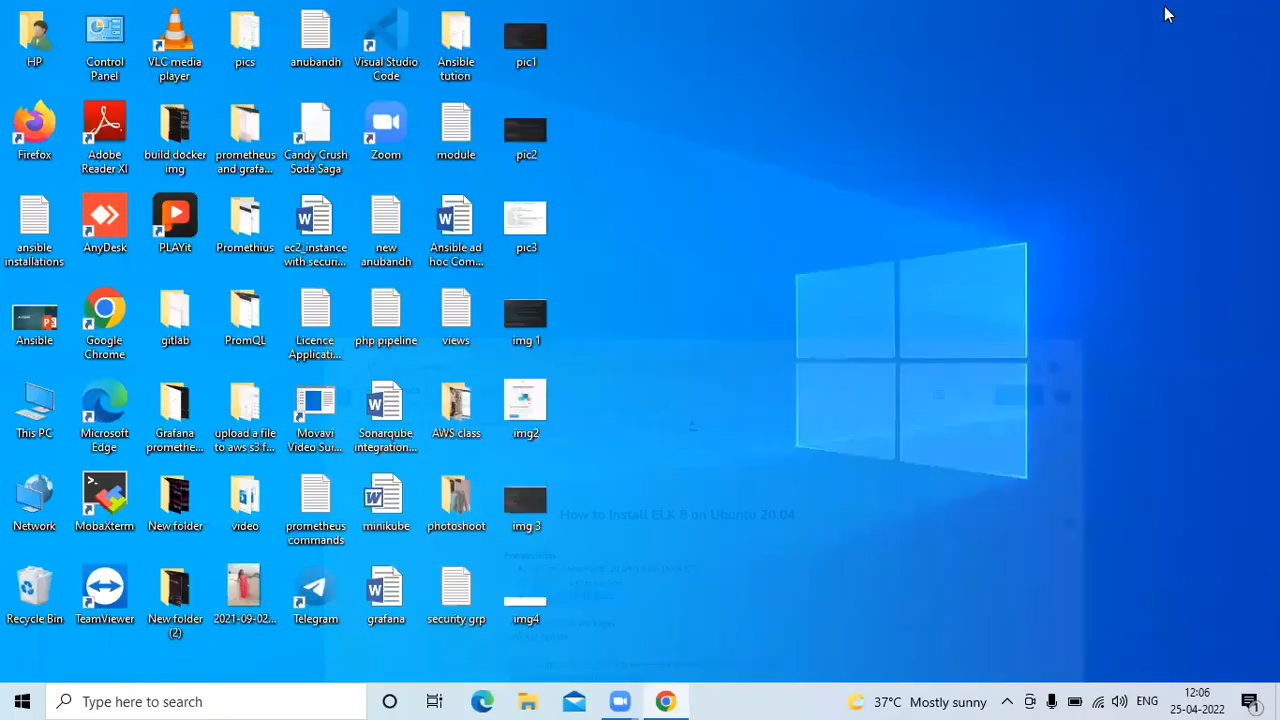 HP
Control
Panel
VLC media
player
pics
anubandh
Visual Studio
Code
Ansible
tution
pic1
Firefox
Adobe
Reader XI
build docker
img
prometheus
and grafa...
Candy Crush
Soda Saga
Zoom
module
pic2
ansible
installations
AnyDesk
PLAYit
Promethius
ec2_instance
with securi...
new
anubandh
Ansible ad
hoc Com...
pic3
Ansible
Google
Chrome
gitlab
PromQL
Licence
Applicati...
php pipeline
views
img 1
This PC
Microsoft
Edge
Grafana
promethe...
upload a file
to aws s3 f...
Movavi
Video Sui...
Sonarqube
integration...
AWS class
img2
Network
MobaXterm
New folder
video
prometheus
commands
minikube
photoshoot
img 3
How to Install ELK 8 on Ubuntu 20.04
Recycle Bin
TeamViewer
New folder
(2)
2021-09-02...
Telegram
grafana
security grp
img4
Type here to search
37°C Mostly sunny
ENG
12:06
25-04-2022
1